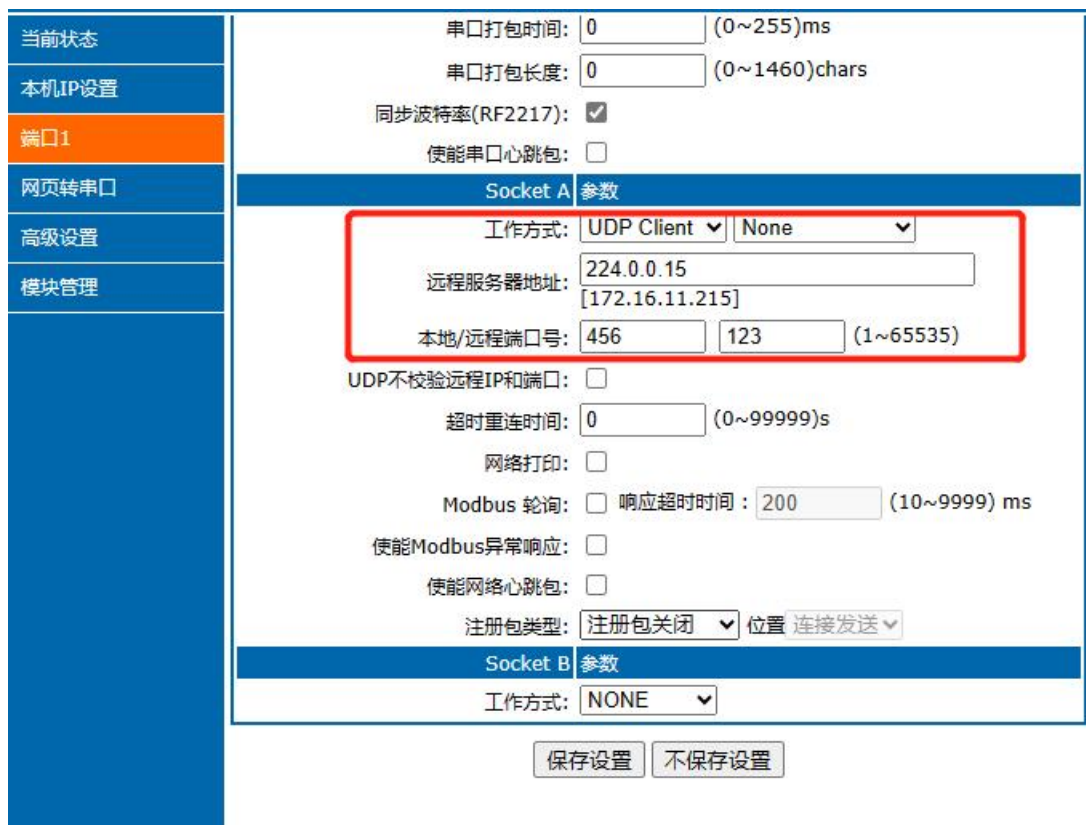 当前状态
本机IP设置
端口1
网页转串口
高级设置
模块管理
串口打包时间: 0 (0~255)ms
串口打包长度: 0 (0~1460)chars
同步波特率(RF2217):
使能串口心跳包:
Socket A 参数
工作方式: UDP Client None
远程服务器地址: 224.0.0.15
[172.16.11.215]
本地/远程端口号: 456 123 (1~65535)
UDP不校验远程IP和端口:
超时重连时间: 0 (0~99999)s
网络打印:
Modbus 轮询: 响应超时时间: 200 (10~9999) ms
使能Modbus异常响应:
使能网络心跳包:
注册包类型: 注册包关闭 位置 连接发送
Socket B 参数
工作方式: NONE
保存设置 不保存设置